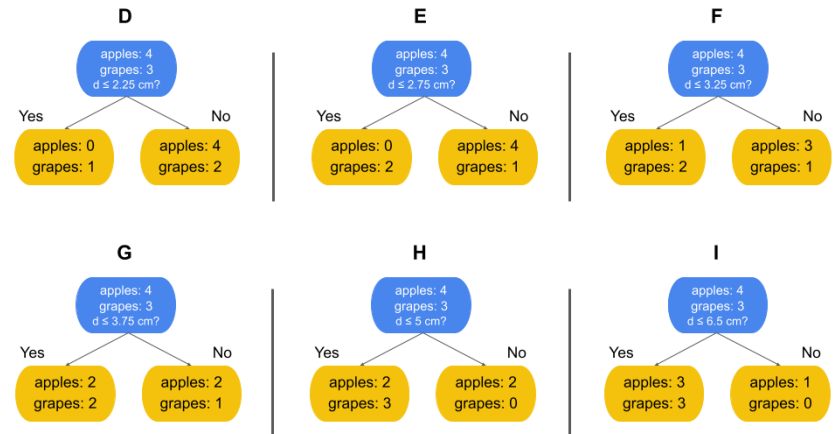 D
apples: 4
grapes: 3
d ≤ 2.25 cm?
Yes
No
apples: 0
grapes: 1
apples: 4
grapes: 2
E
apples: 4
grapes: 3
d ≤ 2.75 cm?
Yes
No
apples: 0
grapes: 2
apples: 4
grapes: 1
F
apples: 4
grapes: 3
d ≤ 3.25 cm?
Yes
No
apples: 1
grapes: 2
apples: 3
grapes: 1
G
apples: 4
grapes: 3
d ≤ 3.75 cm?
Yes
No
apples: 2
grapes: 2
apples: 2
grapes: 1
H
apples: 4
grapes: 3
d ≤ 5 cm?
Yes
No
apples: 2
grapes: 3
apples: 2
grapes: 0
I
apples: 4
grapes: 3
d ≤ 6.5 cm?
Yes
No
apples: 3
grapes: 3
apples: 1
grapes: 0